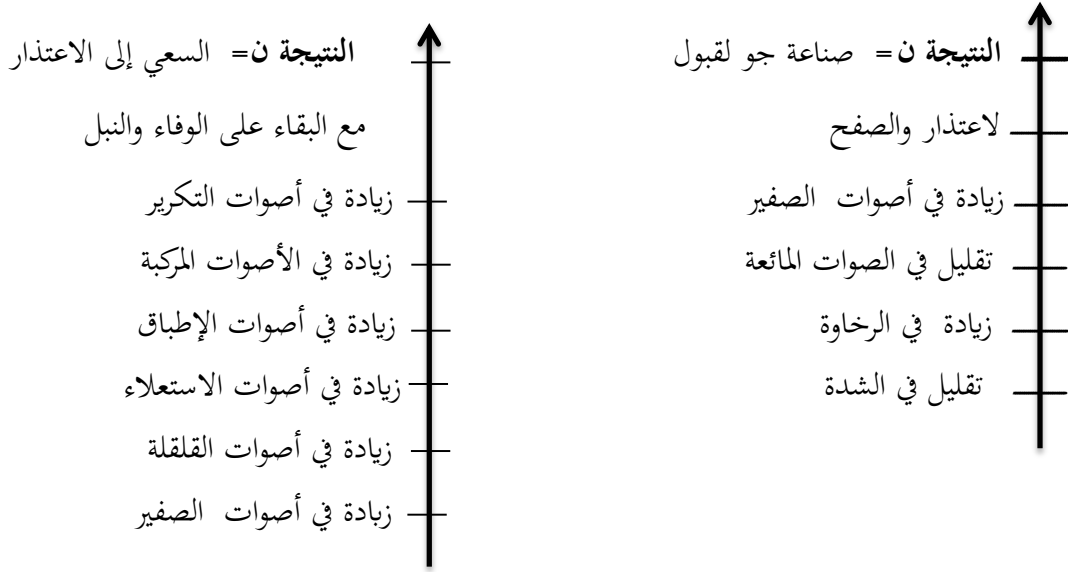 النتيجة ن= صناعة جو لقبول
لاعتذار والصفح
زيادة في أصوات الصفير
تقليل في الصوات المائعة
زيادة في الرخاوة
تقليل في الشدة
النتيجة ن= السعي إلى الاعتذار
مع البقاء على الوفاء والنبل
زيادة في أصوات التكرير
زيادة في الأصوات المركبة
زيادة في أصوات الإطباق
زيادة في أصوات الاستعلاء
زيادة في أصوات القلقلة
زبادة في أصوات الصفير